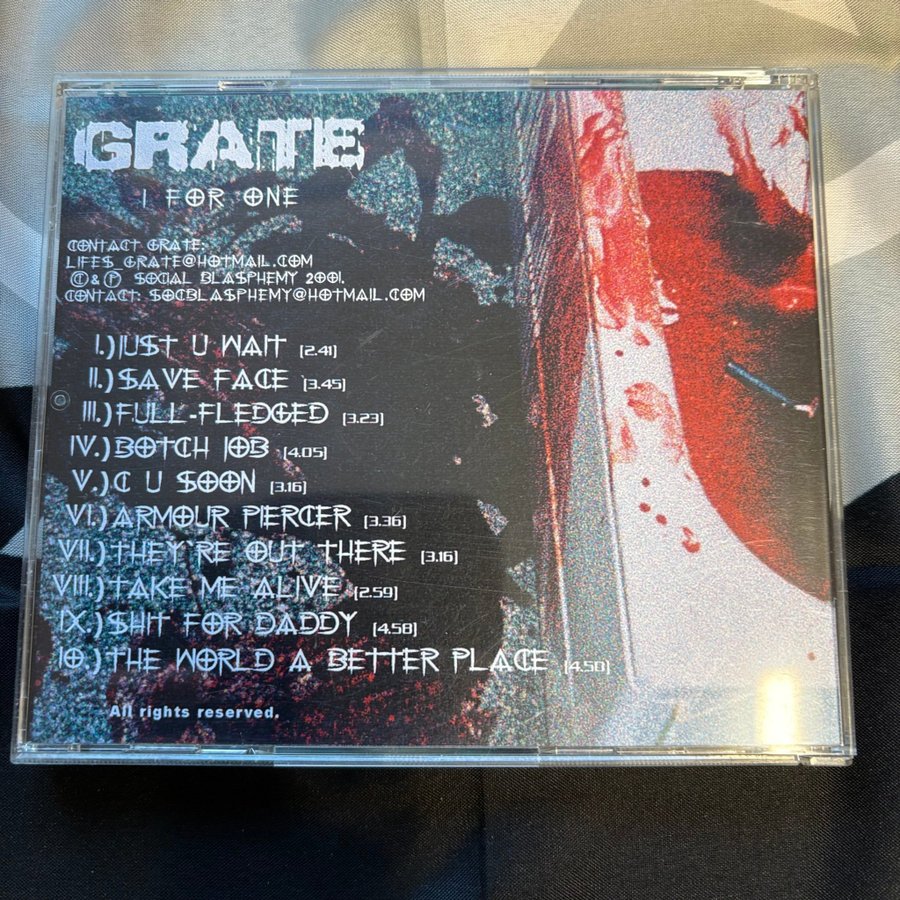 GRATE
I FOR ONE
CONTACT GRATE:
LIFES_GRATE@HOTMAIL.COM
©&℗ SOCIAL BLASPHEMY 2001.
CONTACT: SOCBLASPHEMY@HOTMAIL.COM
I.) JUST U WAIT [2.41]
II.) SAVE FACE [3.45]
III.) FULL-FLEDGED [3.23]
IV.) BOTCH JOB [4.05]
V.) C U SOON [3.16]
VI.) ARMOUR PIERCER [3.36]
VII.) THEY'RE OUT THERE [3.16]
VIII.) TAKE ME ALIVE [2.59]
IX.) SHIT FOR DADDY [4.58]
10.) THE WORLD A BETTER PLACE [4.50]
All rights reserved.